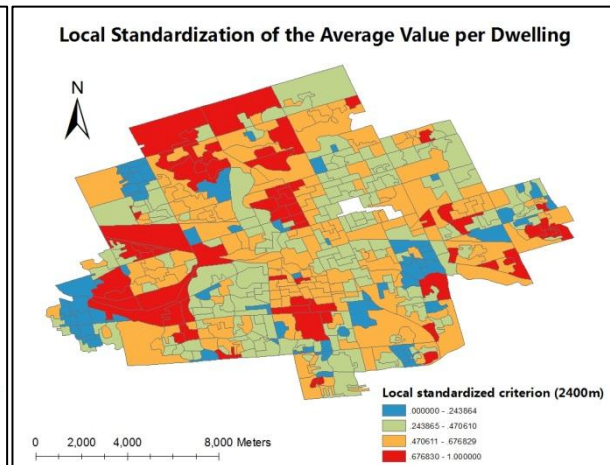 Local Standardization of the Average Value per Dwelling
N
Local standardized criterion (2400m)
.000000 - .243864
.243865 - .470610
.470611 - .676829
.676830 - 1.000000
0 2,000 4,000 8,000 Meters